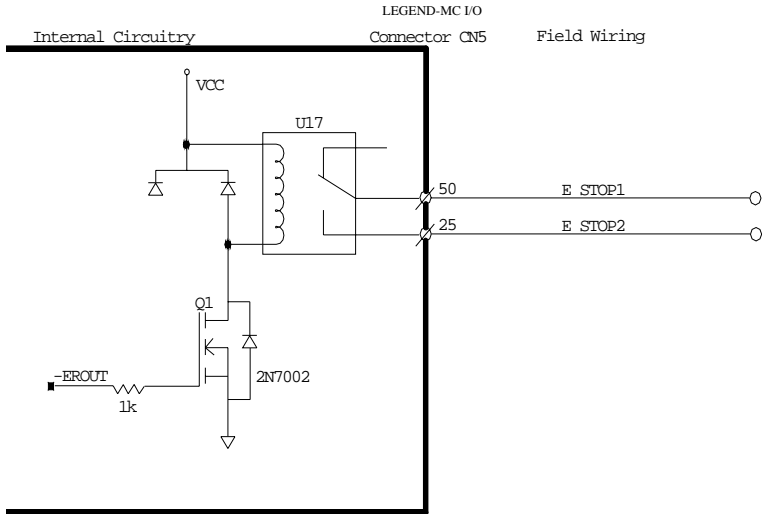 LEGEND-MC I/O
Internal Circuitry Connector CN5 Field Wiring
VCC
U17
50 E STOP1
25 E STOP2
Q1
-EROUT
2N7002
1k